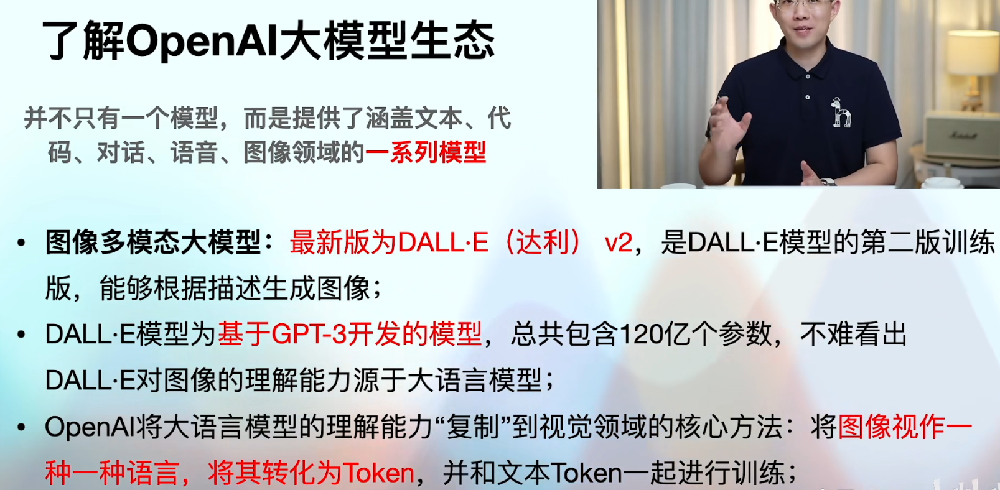 了解OpenAI大模型生态
并不只有一个模型，而是提供了涵盖文本、代
码、对话、语音、图像领域的一系列模型
• 图像多模态大模型：最新版为DALL·E（达利） v2，是DALL·E模型的第二版训练
版，能够根据描述生成图像；
• DALL·E模型为基于GPT-3开发的模型，总共包含120亿个参数，不难看出
DALL·E对图像的理解能力源于大语言模型；
• OpenAI将大语言模型的理解能力“复制”到视觉领域的核心方法：将图像视作一
种一种语言，将其转化为Token，并和文本Token一起进行训练；
h
Marshall